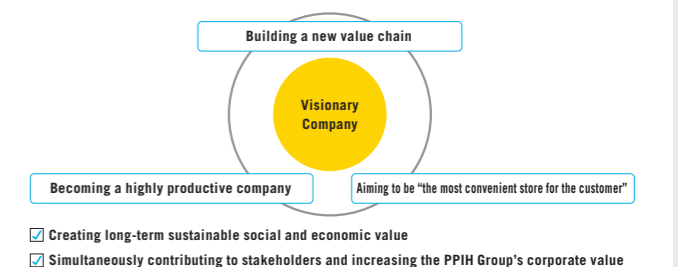 Building a new value chain
Visionary
Company
Becoming a highly productive company
Aiming to be “the most convenient store for the customer”
Creating long-term sustainable social and economic value
Simultaneously contributing to stakeholders and increasing the PPIH Group’s corporate value